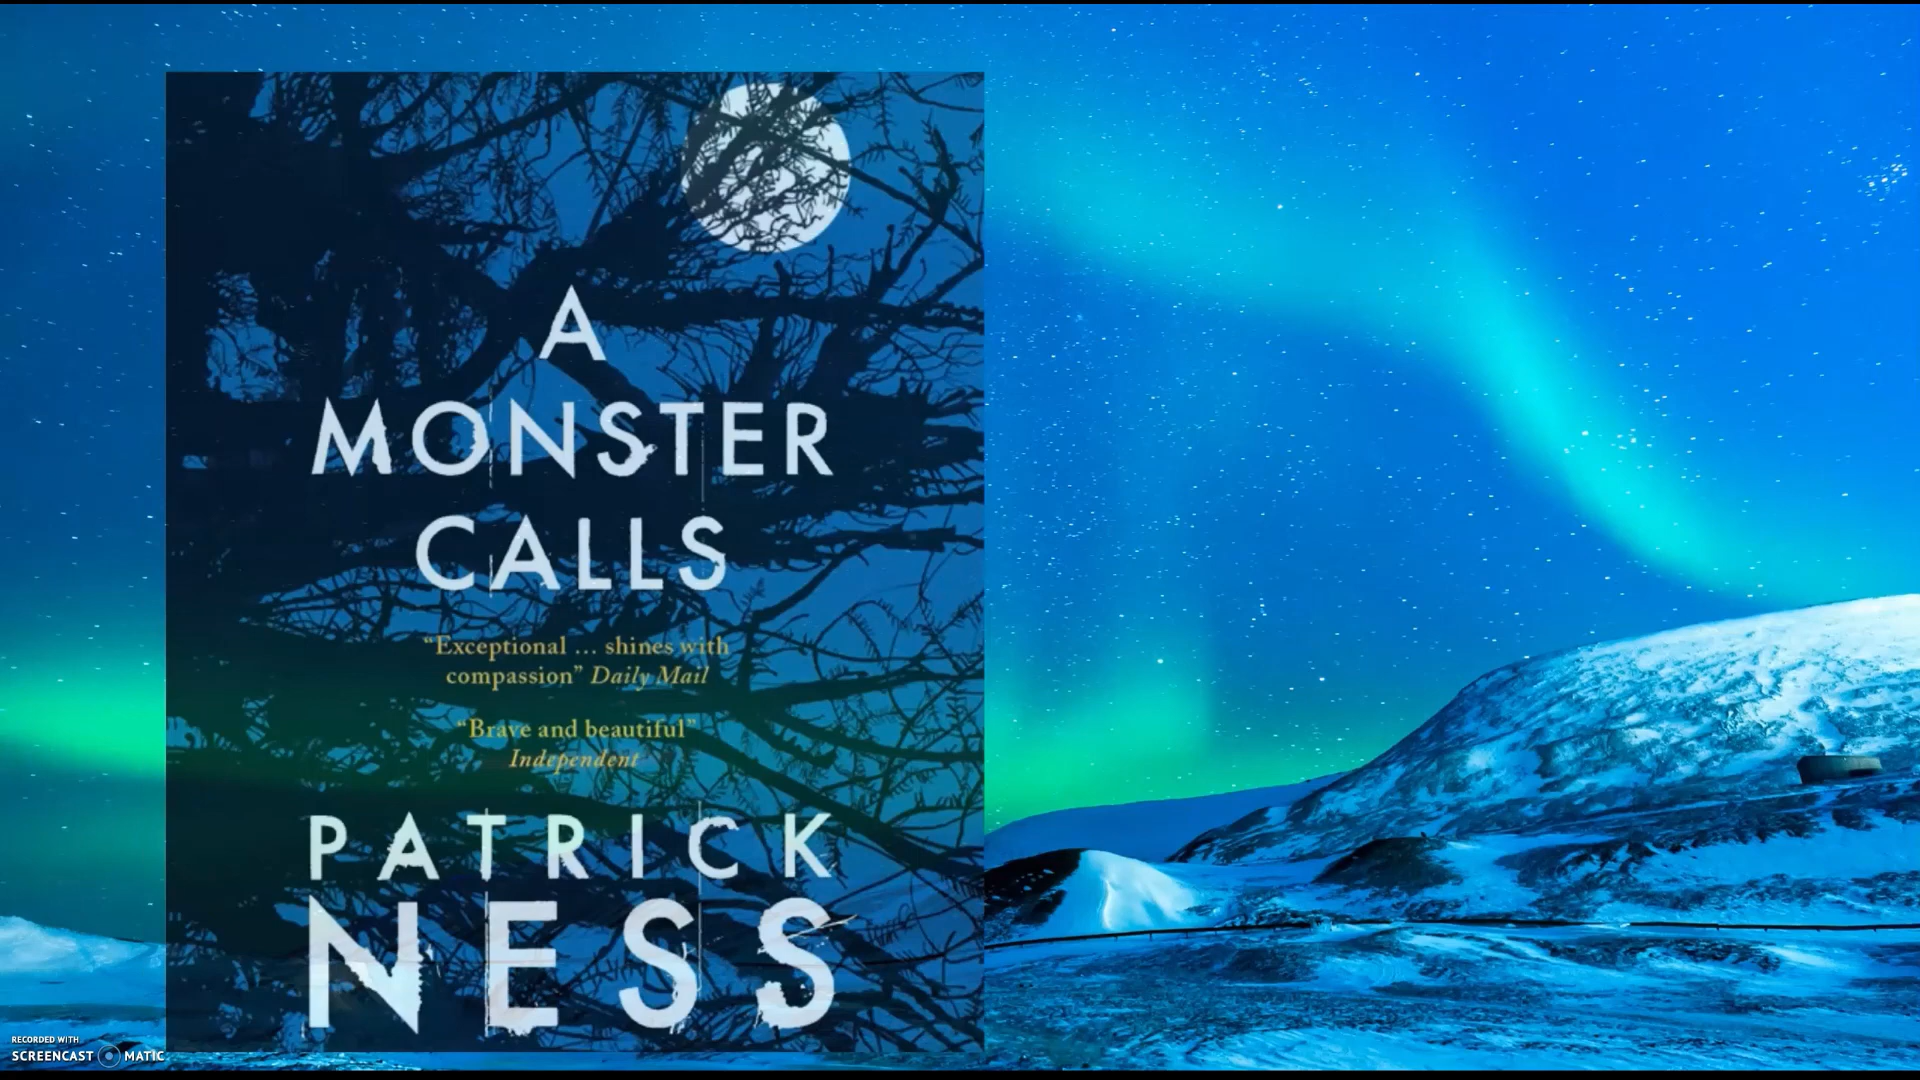 A
MONSTER
CALLS
“Exceptional ... shines with
compassion” Daily Mail
“Brave and beautiful”
Independent
PATRICK
NESS
RECORDED WITH
SCREENCAST MATIC